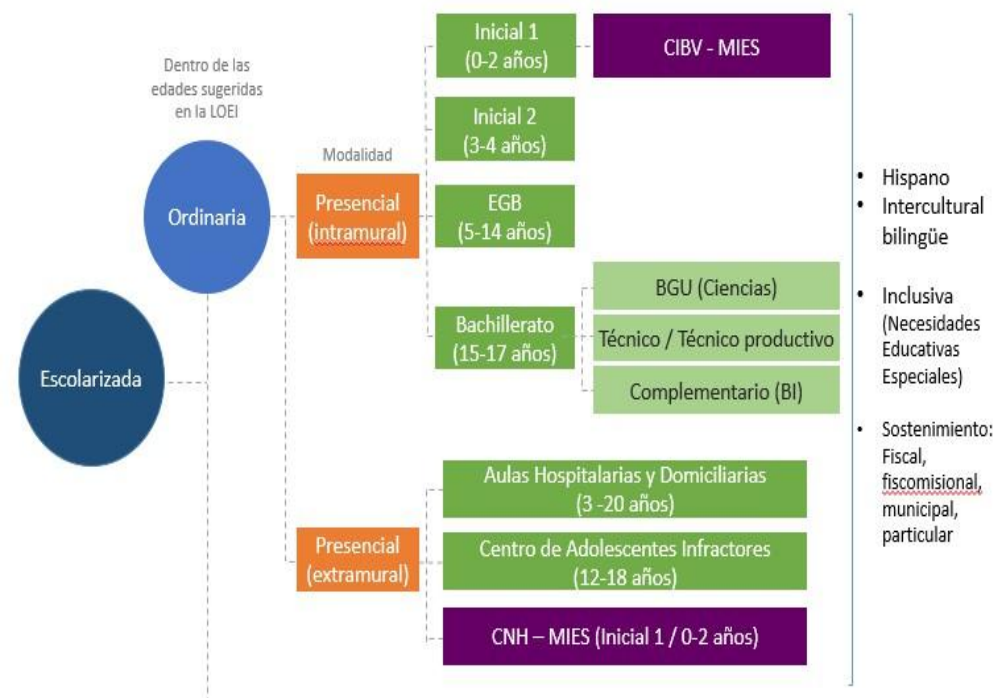 Dentro de las
edades sugeridas
en la LOEI
Ordinaria
Escolarizada
Modalidad
Presencial
(intramural)
Inicial 1
(0-2 años)
CIBV - MIES
Inicial 2
(3-4 años)
EGB
(5-14 años)
Bachillerato
(15-17 años)
BGU (Ciencias)
Técnico / Técnico productivo
Complementario (BI)
Presencial
(extramural)
Aulas Hospitalarias y Domiciliarias
(3 -20 años)
Centro de Adolescentes Infractores
(12-18 años)
CNH – MIES (Inicial 1 / 0-2 años)
• Hispano
• Intercultural
bilingüe
• Inclusiva
(Necesidades
Educativas
Especiales)
• Sostenimiento:
Fiscal,
fiscomisional,
municipal,
particular